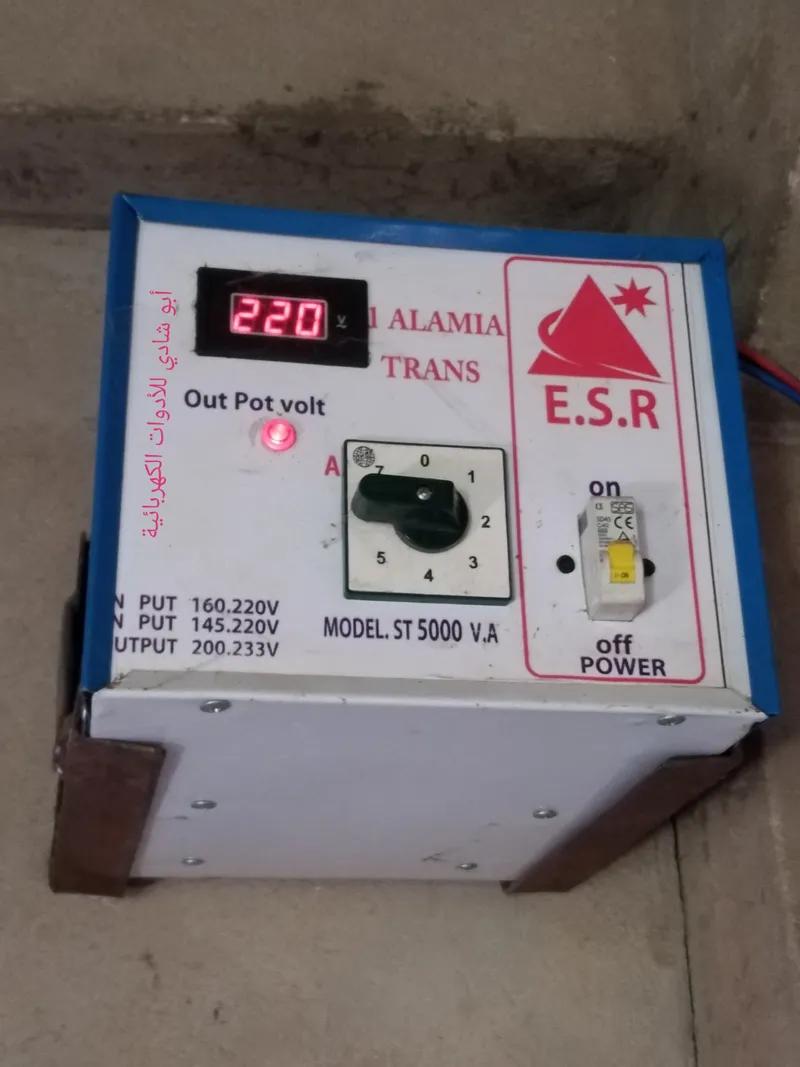 أبو شادي للأدوات الكهربائية
220 V
l ALAMIA
TRANS
E.S.R
Out Pot volt
A
0
1
2
3
4
5
7
on
CE
off
POWER
N PUT 160.220V
N PUT 145.220V
UTPUT 200.233V
MODEL. ST 5000 V.A